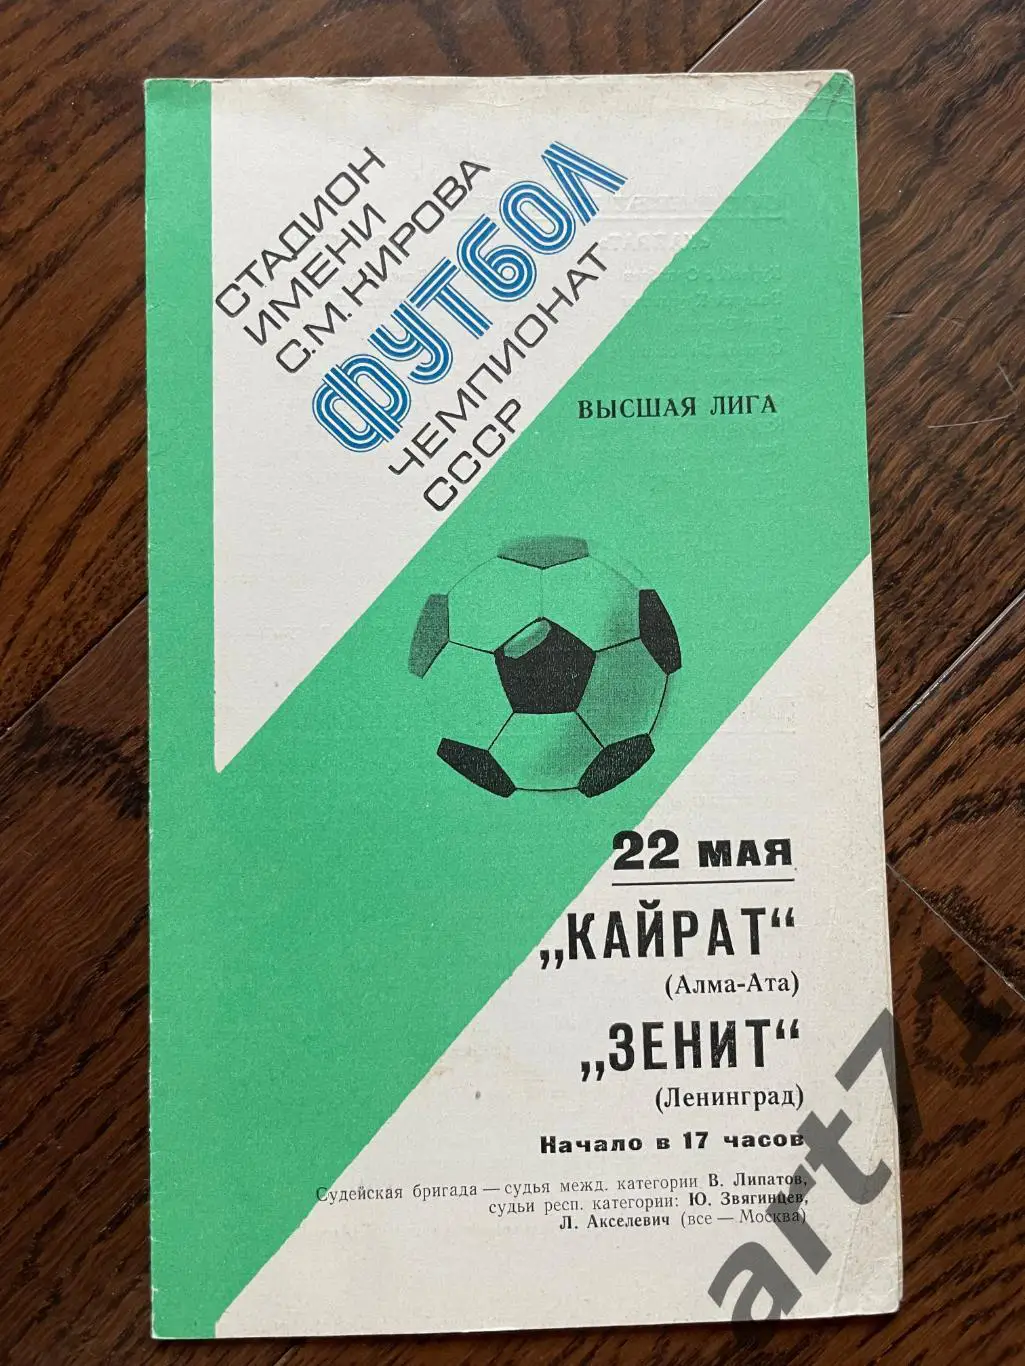 СТАДИОН
ИМЕНИ
С.М. КИРОВА
ФУТБОЛ
ЧЕМПИОНАТ
СССР
ВЫСШАЯ ЛИГА
22 МАЯ
„КАЙРАТ“
(Алма-Ата)
„ЗЕНИТ“
(Ленинград)
Начало в 17 часов
Судейская бригада — судья межд. категории В. Липатов,
судьи респ. категории: Ю. Звягинцев,
Л. Акселевич (все — Москва)
art71